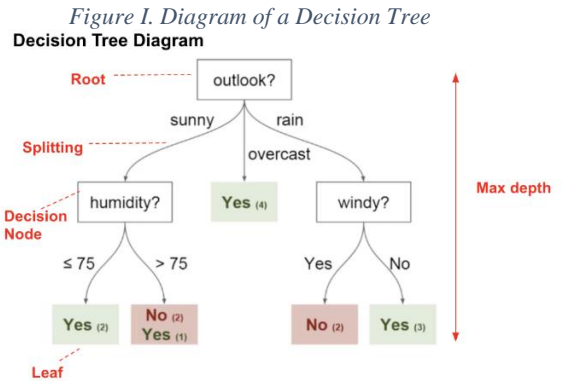 Figure I. Diagram of a Decision Tree
Decision Tree Diagram
Root
outlook?
sunny
rain
Splitting
overcast
Max depth
humidity?
Yes (4)
windy?
Decision
Node
≤ 75
> 75
Yes
No
Yes (2)
No (2)
Yes (1)
No (2)
Yes (3)
Leaf